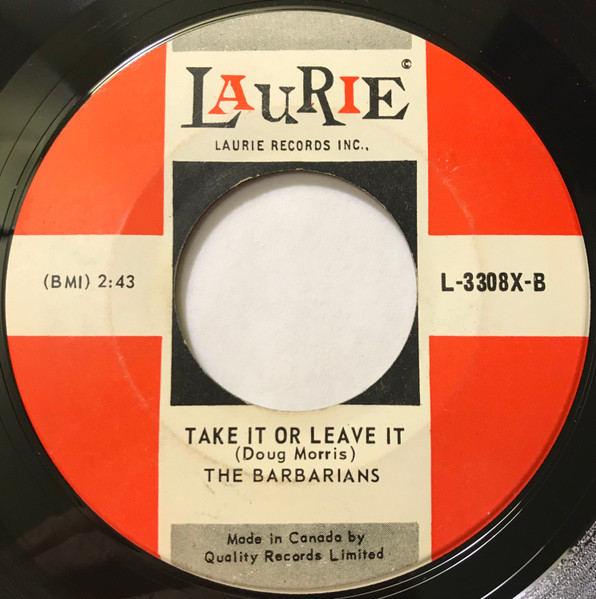 LAURIE ©
LAURIE RECORDS INC.,
(BMI) 2:43
L-3308X-B
TAKE IT OR LEAVE IT
(Doug Morris)
THE BARBARIANS
Made in Canada by
Quality Records Limited